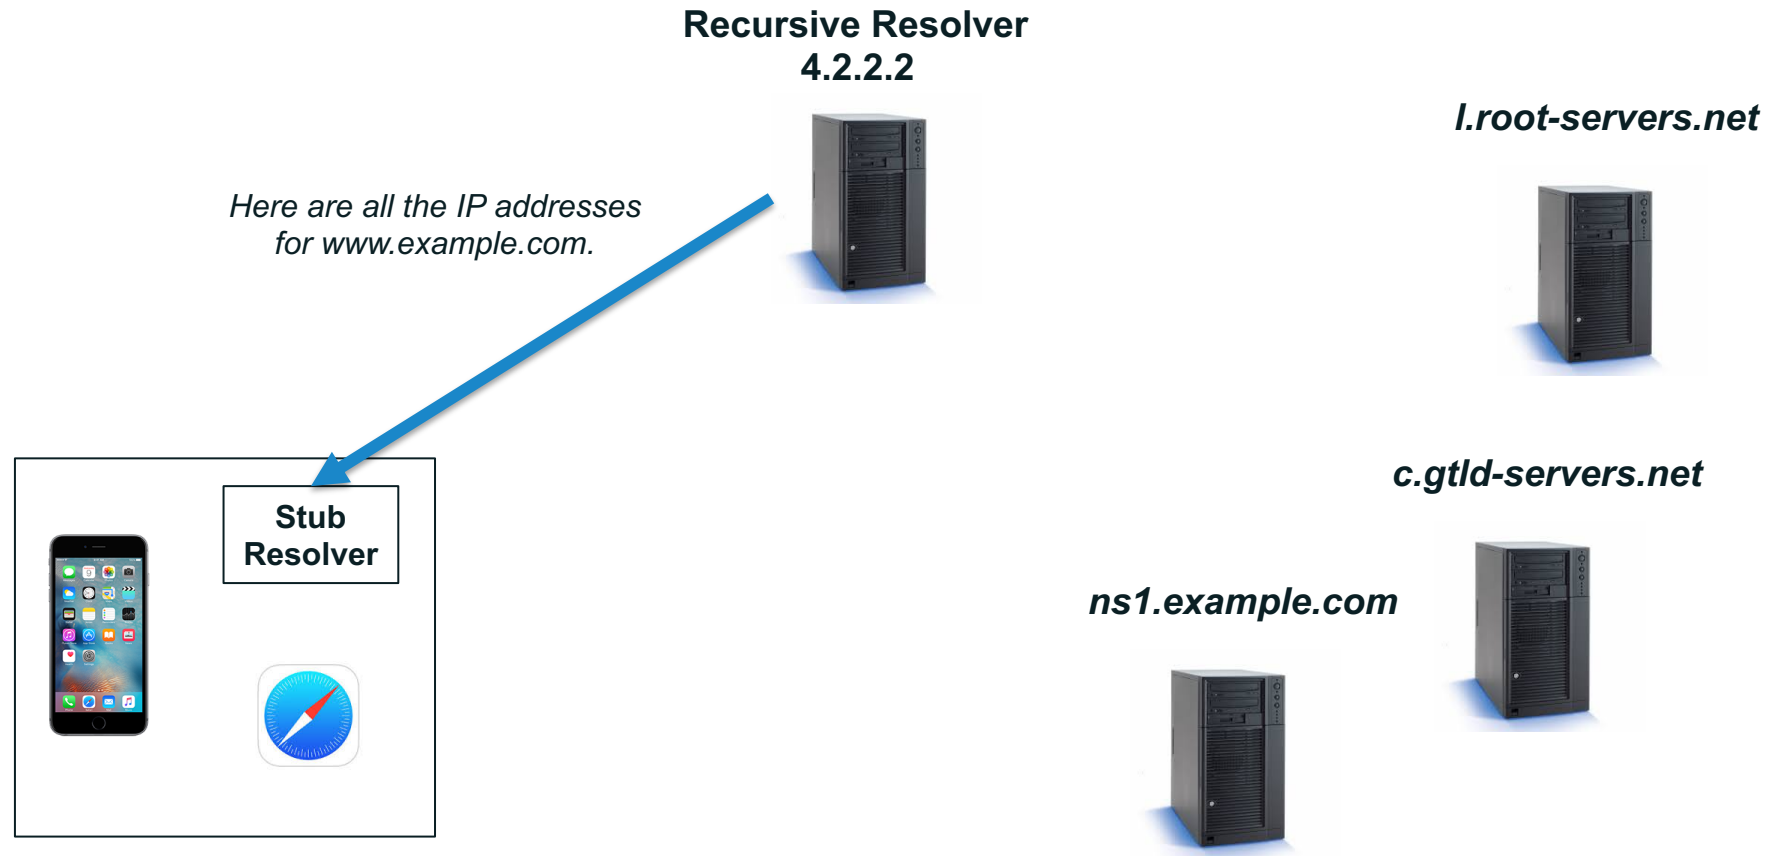 Recursive Resolver
4.2.2.2
l.root-servers.net
Here are all the IP addresses
for www.example.com.
c.gtld-servers.net
Stub
Resolver
ns1.example.com